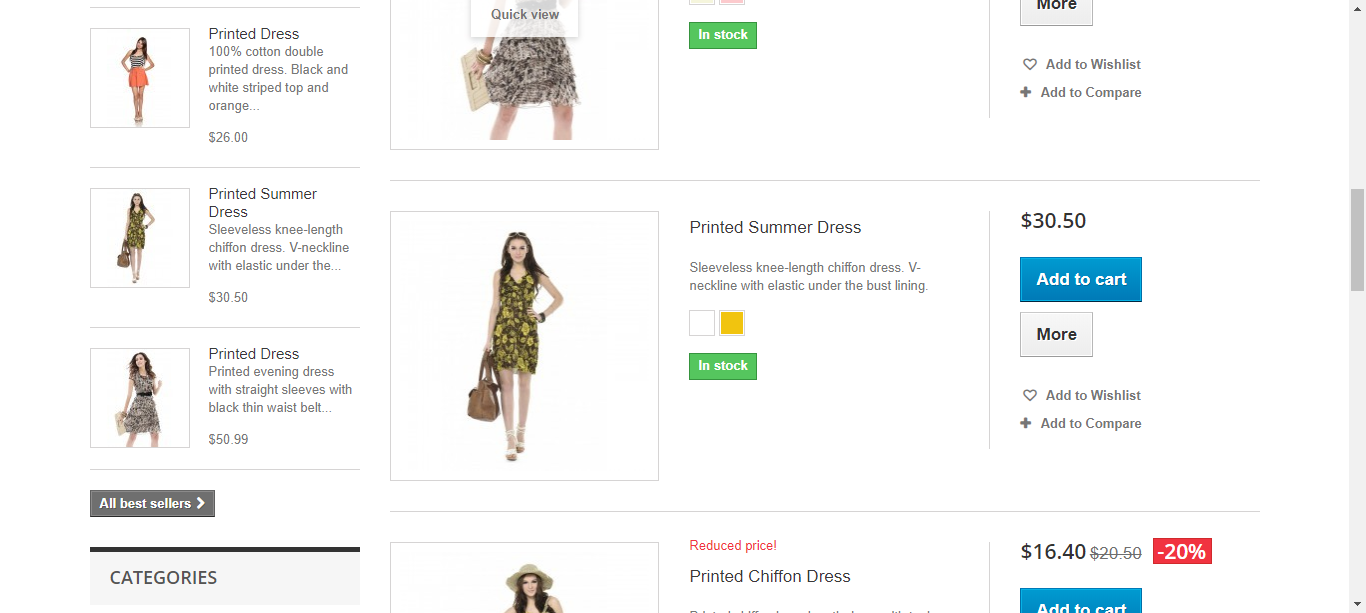 Printed Dress
100% cotton double
printed dress. Black and
white striped top and
orange...
$26.00
Printed Summer
Dress
Sleeveless knee-length
chiffon dress. V-neckline
with elastic under the...
$30.50
Printed Dress
Printed evening dress
with straight sleeves with
black thin waist belt...
$50.99
All best sellers
CATEGORIES
Quick view
In stock
More
Add to Wishlist
Add to Compare
Printed Summer Dress
Sleeveless knee-length chiffon dress. V-
neckline with elastic under the bust lining.
In stock
$30.50
Add to cart
More
Add to Wishlist
Add to Compare
Reduced price!
Printed Chiffon Dress
$16.40 $20.50 -20%
Add to cart